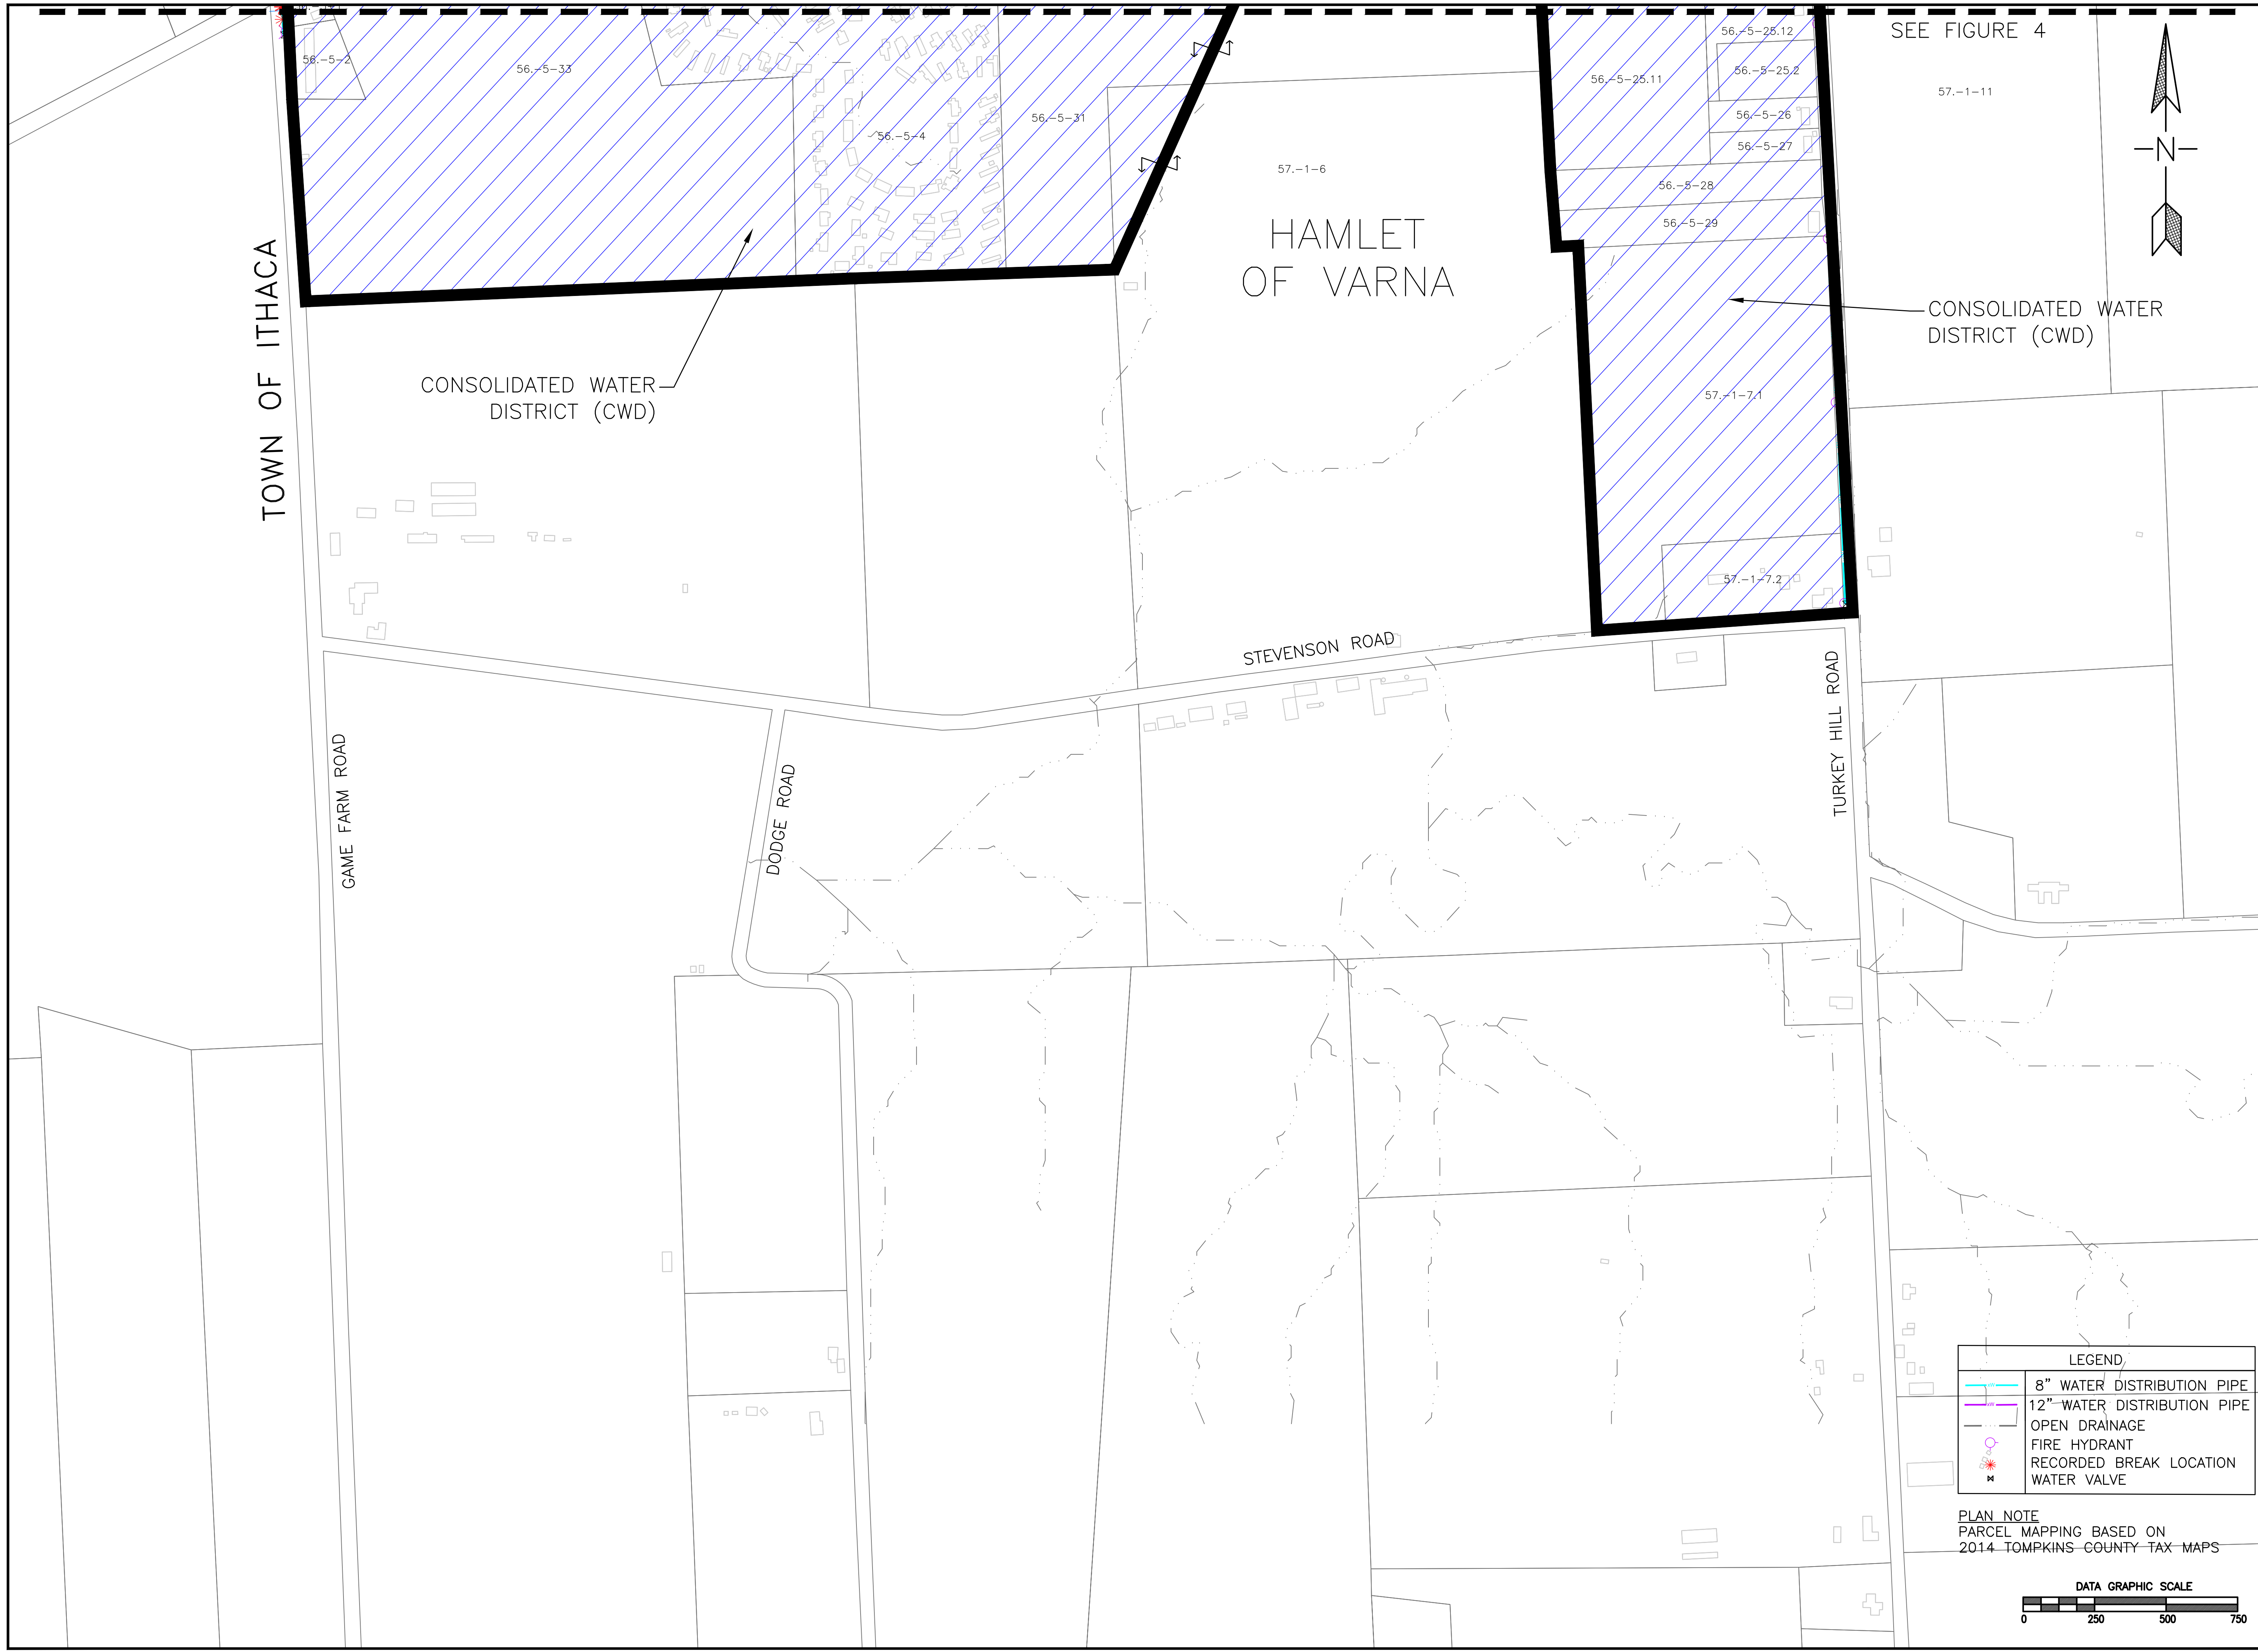 SEE FIGURE 4
56.-5-2
56.-5-33
56.-5-4
56.-5-31
57.-1-6
56.-5-25.11
56.-5-25.12
56.-5-25.2
56.-5-26
56.-5-27
56.-5-28
56.-5-29
57.-1-11
N
HAMLET
OF VARNA
TOWN OF ITHACA
CONSOLIDATED WATER
DISTRICT (CWD)
CONSOLIDATED WATER
DISTRICT (CWD)
57.-1-7.1
57.-1-7.2
STEVENSON ROAD
GAME FARM ROAD
DODGE ROAD
TURKEY HILL ROAD
LEGEND
8" WATER DISTRIBUTION PIPE
12" WATER DISTRIBUTION PIPE
OPEN DRAINAGE
FIRE HYDRANT
RECORDED BREAK LOCATION
WATER VALVE
PLAN NOTE
PARCEL MAPPING BASED ON
2014 TOMPKINS COUNTY TAX MAPS
DATA GRAPHIC SCALE
0 250 500 750